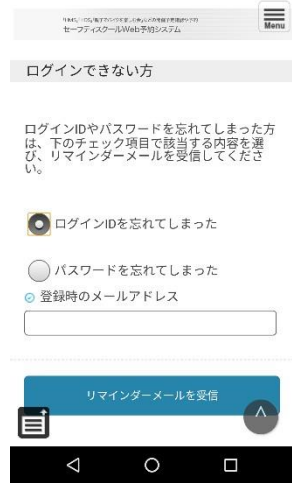 Menu
セーフティスクールWeb予約システム
ログインできない方
ログインIDやパスワードを忘れてしまった方
は、下のチェック項目で該当する内容を選
び、リマインダーメールを受信してくださ
い。
ログインIDを忘れてしまった
パスワードを忘れてしまった
登録時のメールアドレス
リマインダーメールを受信